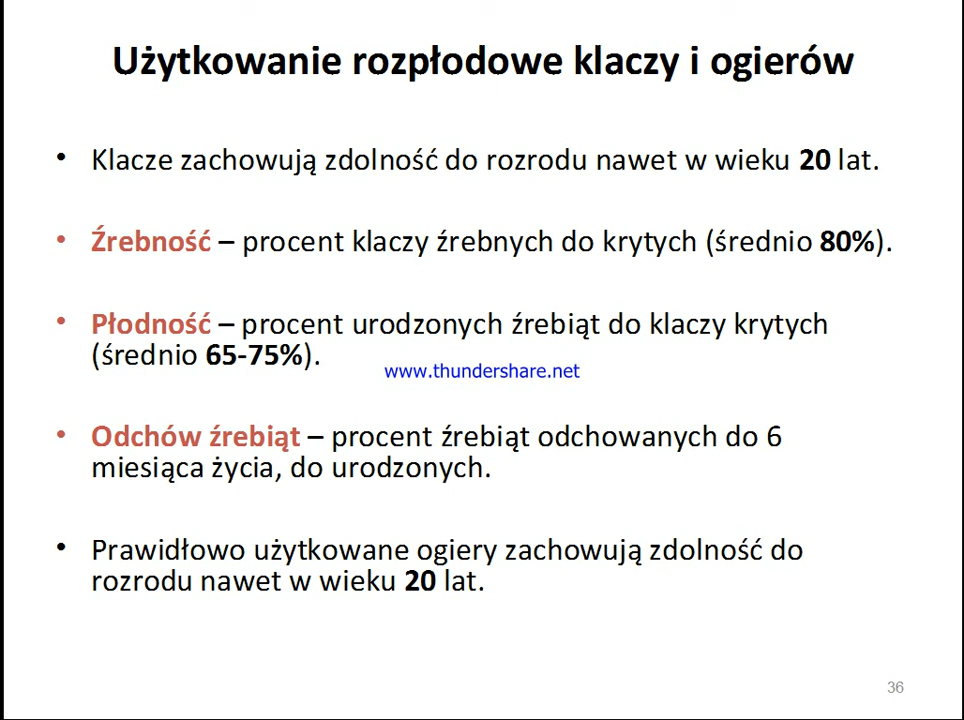 Użytkowanie rozpłodowe klaczy i ogierów
• Klacze zachowują zdolność do rozrodu nawet w wieku 20 lat.
• Źrebność – procent klaczy źrebnych do krytych (średnio 80%).
• Płodność – procent urodzonych źrebiąt do klaczy krytych
(średnio 65-75%).
www.thundershare.net
• Odchów źrebiąt – procent źrebiąt odchowanych do 6
miesiąca życia, do urodzonych.
• Prawidłowo użytkowane ogiery zachowują zdolność do
rozrodu nawet w wieku 20 lat.
36